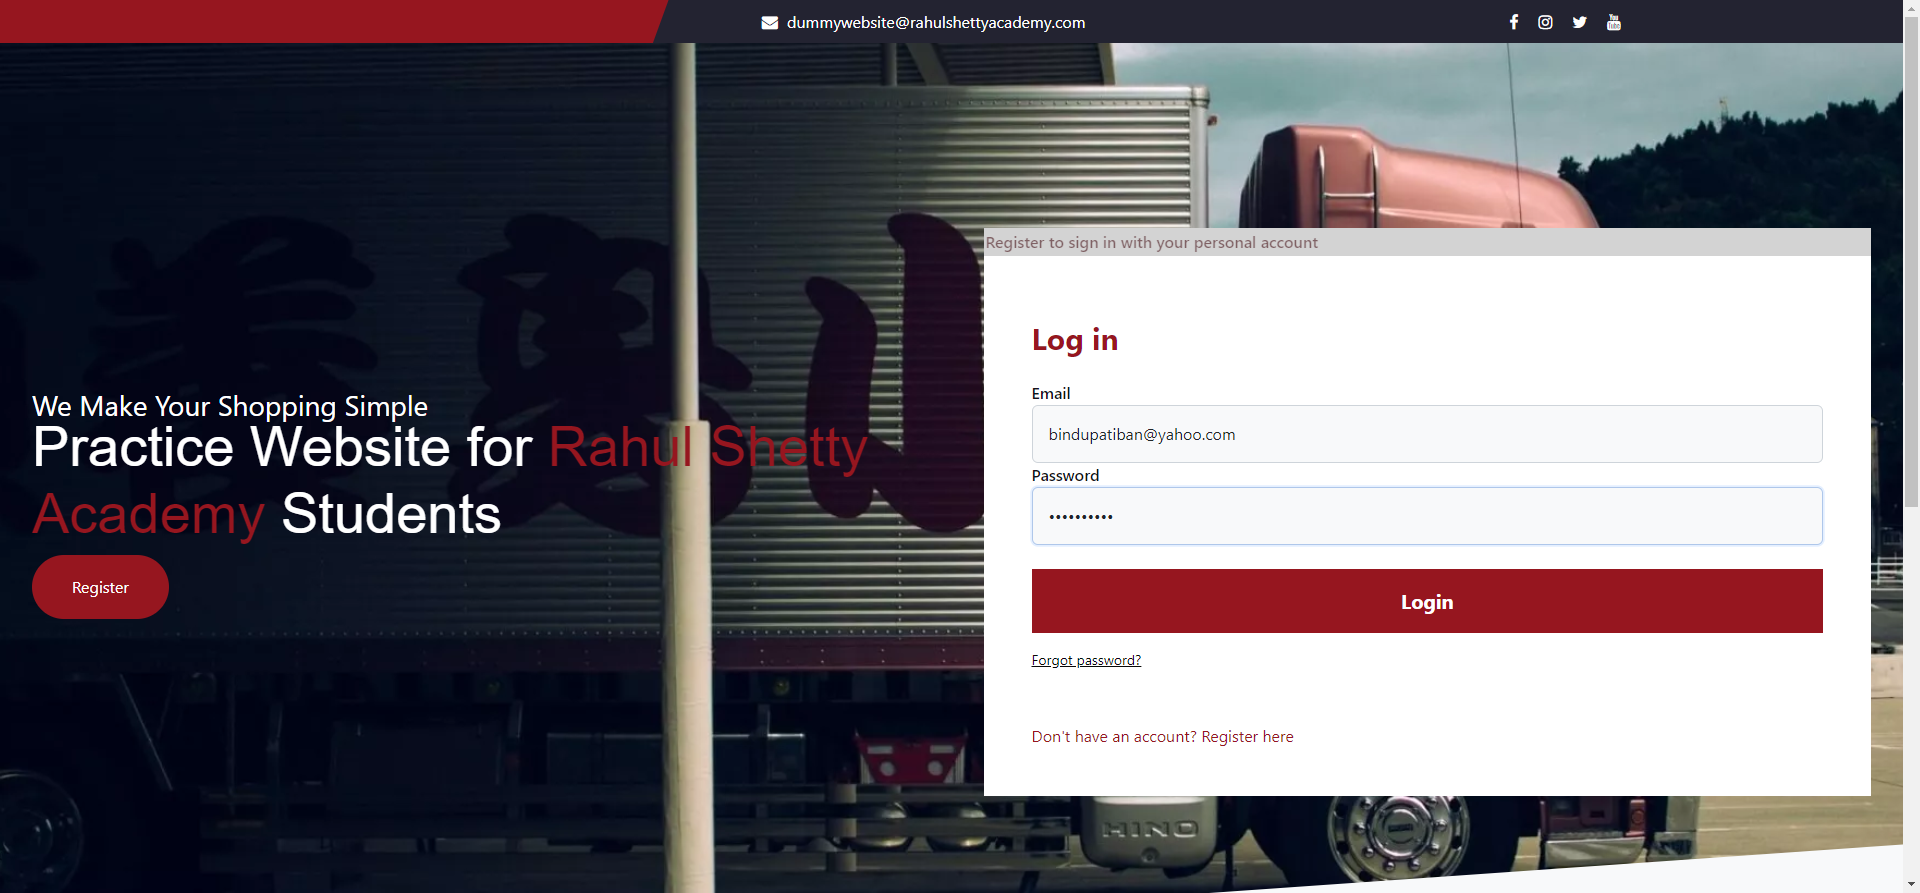 dummywebsite@rahulshettyacademy.com
Register to sign in with your personal account
We Make Your Shopping Simple
Practice Website for Rahul Shetty
Academy Students
Register
Log in
Email
bindupatiban@yahoo.com
Password
••••••••••
Login
Forgot password?
Don't have an account? Register here
HINO